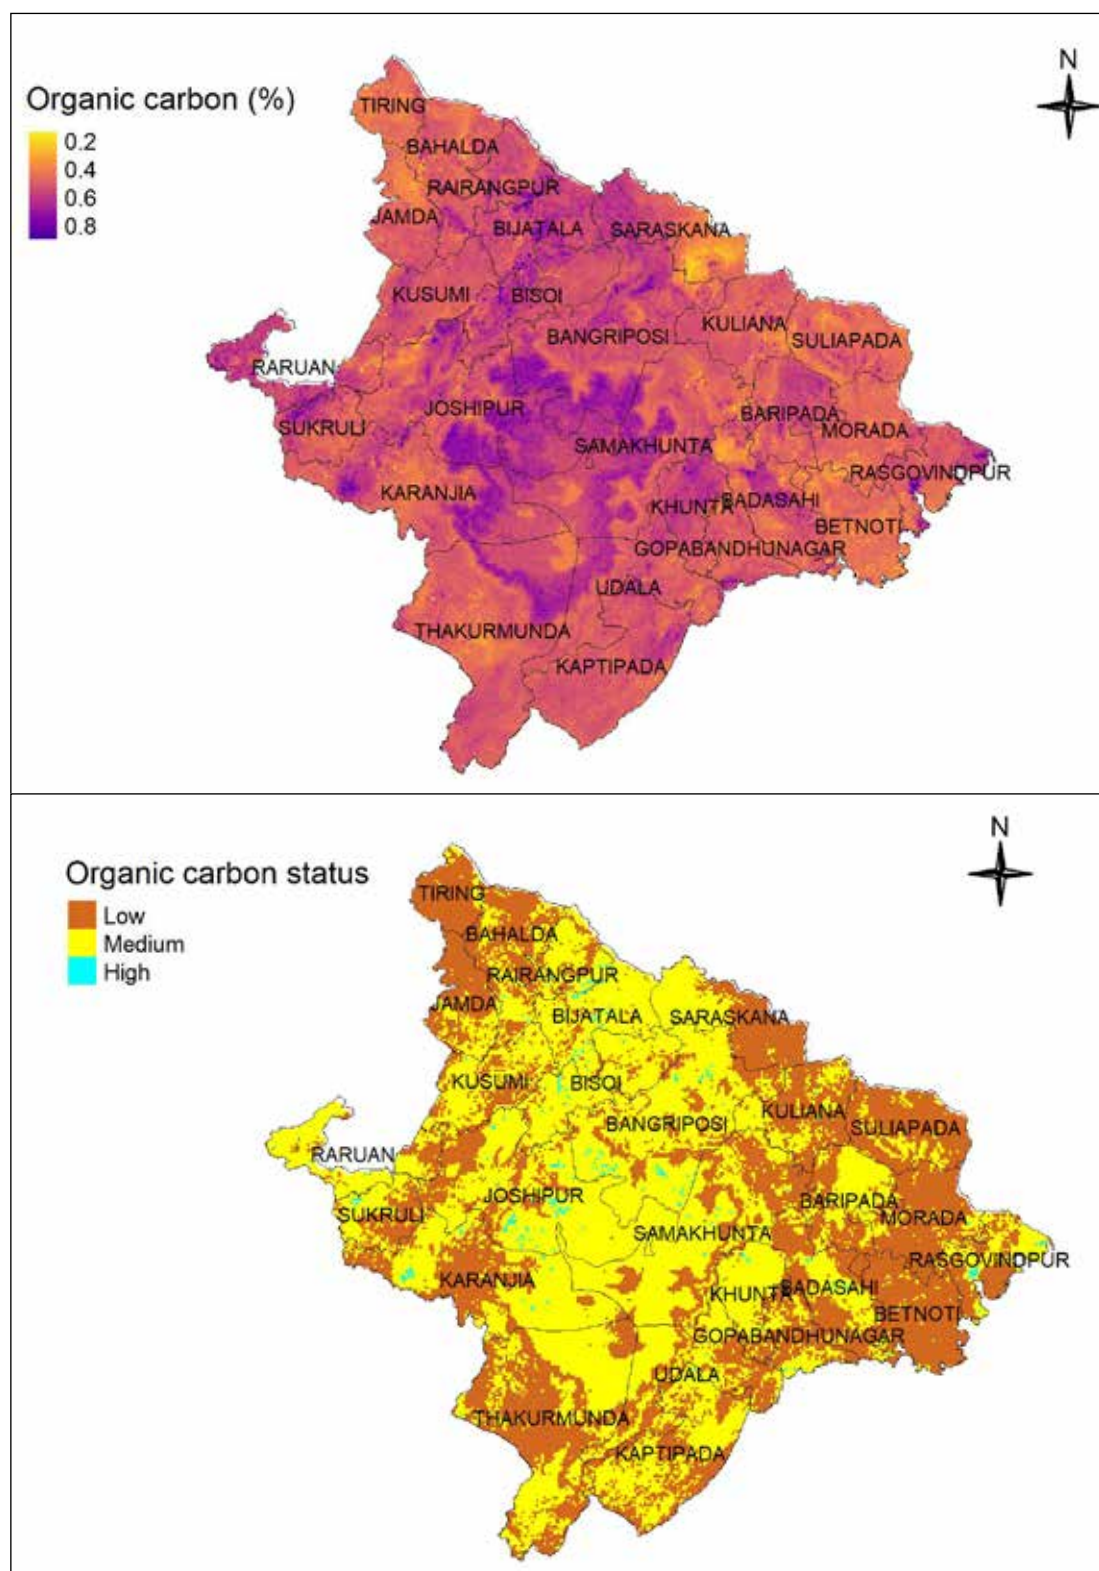 N
Organic carbon (%)
0.2
0.4
0.6
0.8
TIRING
BAHALDA
RAIRANGPUR
JAMDA
BIJATALA
SARASKANA
KUSUMI
BISOI
BANGRIPOSI
KULIANA
SULIAPADA
RARUAN
JOSHIPUR
BARIPADA
SUKRULI
SAMAKHUNTA
MORADA
RASGOVINDPUR
KARANJIA
KHUNTA
BADASAHI
BETNOTI
GOPABANDHUNAGAR
UDALA
THAKURMUNDA
KAPTIPADA
N
Organic carbon status
Low
Medium
High
TIRING
BAHALDA
RAIRANGPUR
JAMDA
BIJATALA
SARASKANA
KUSUMI
BISOI
BANGRIPOSI
KULIANA
SULIAPADA
RARUAN
JOSHIPUR
BARIPADA
SUKRULI
SAMAKHUNTA
MORADA
RASGOVINDPUR
KARANJIA
KHUNTA
BADASAHI
BETNOTI
GOPABANDHUNAGAR
UDALA
THAKURMUNDA
KAPTIPADA